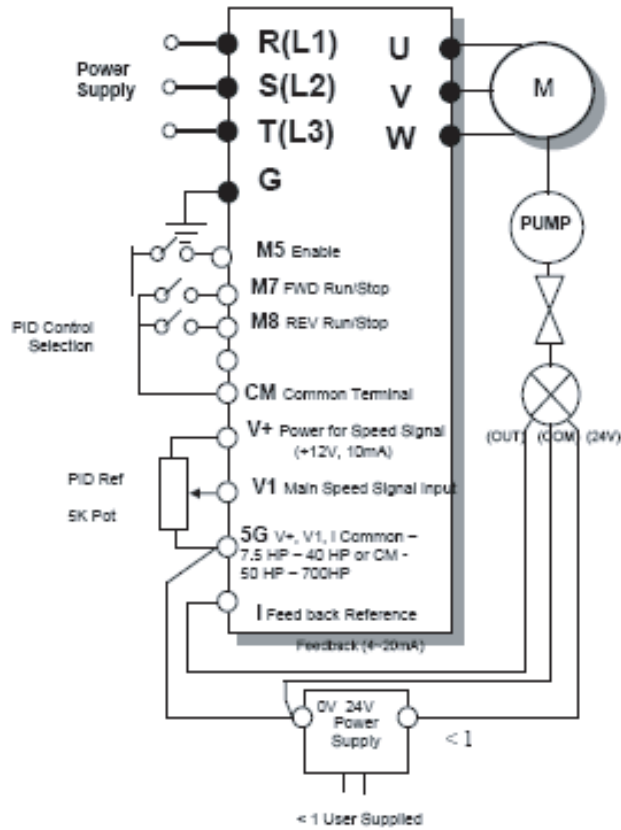 R(L1)
U
Power
Supply
S(L2)
V
M
T(L3)
W
G
PUMP
M5 Enable
M7 FWD Run/Stop
M8 REV Run/Stop
PID Control
Selection
CM Common Terminal
V+ Power for Speed Signal
(+12V, 10mA)
(OUT) (COM) (24V)
PID Ref
5K Pot
V1 Main Speed Signal Input
5G V+, V1, I Common –
7.5 HP – 40 HP or CM -
50 HP – 700HP
I Feed back Reference
Feedback (4~20mA)
0V 24V
Power
Supply
< 1
< 1 User Supplied